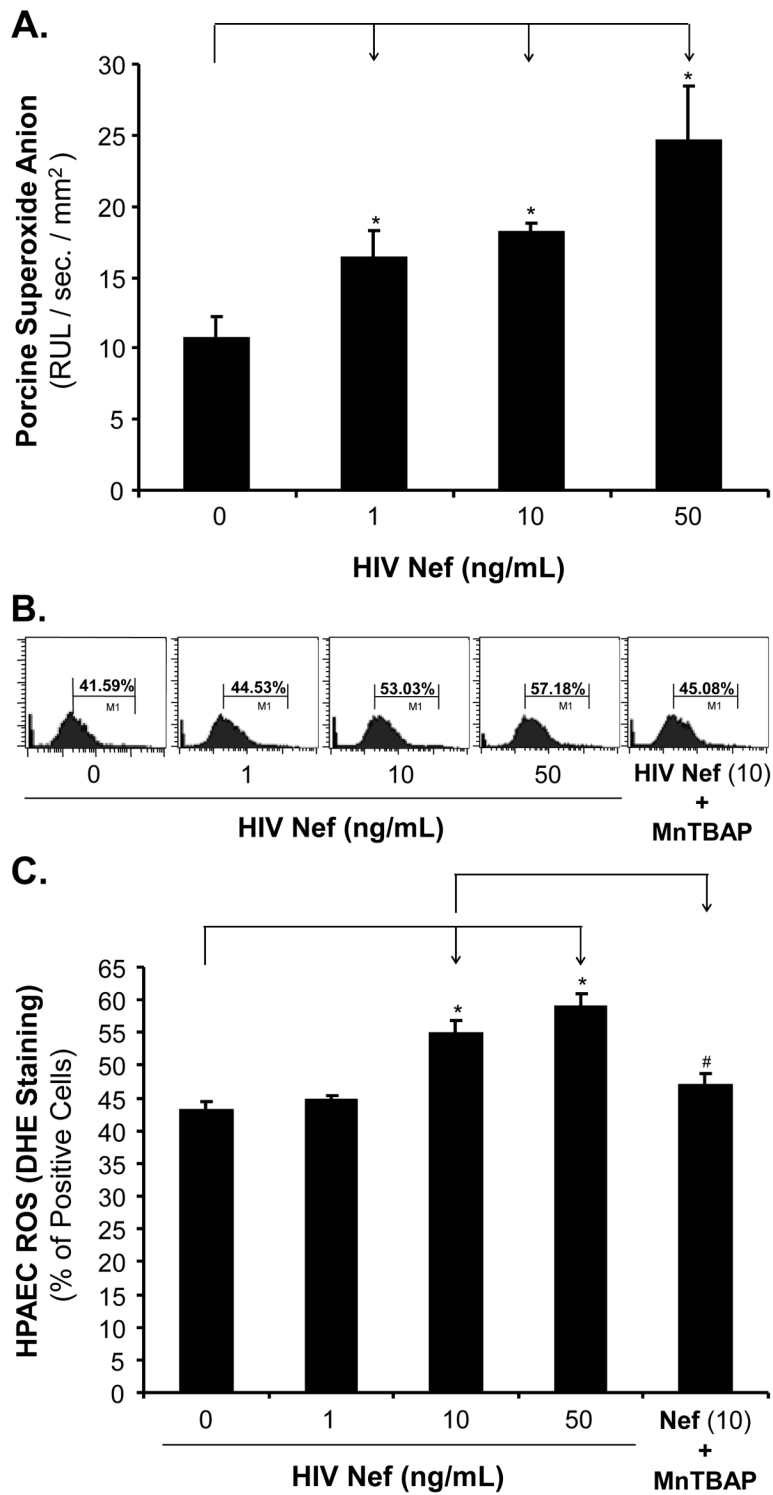 A.
Porcine Superoxide Anion
(RUL / sec. / mm²)
30
25
20
15
10
5
0
*
*
*
0 1 10 50
HIV Nef (ng/mL)
B.
41.59% 44.53% 53.03% 57.18% 45.08%
M1 M1 M1 M1 M1
0 1 10 50 HIV Nef (10)
+
MnTBAP
HIV Nef (ng/mL)
C.
HPAEC ROS (DHE Staining)
(% of Positive Cells)
65
60
55
50
45
40
35
30
25
20
15
10
5
0
*
*
#
0 1 10 50 Nef (10)
+
MnTBAP
HIV Nef (ng/mL)